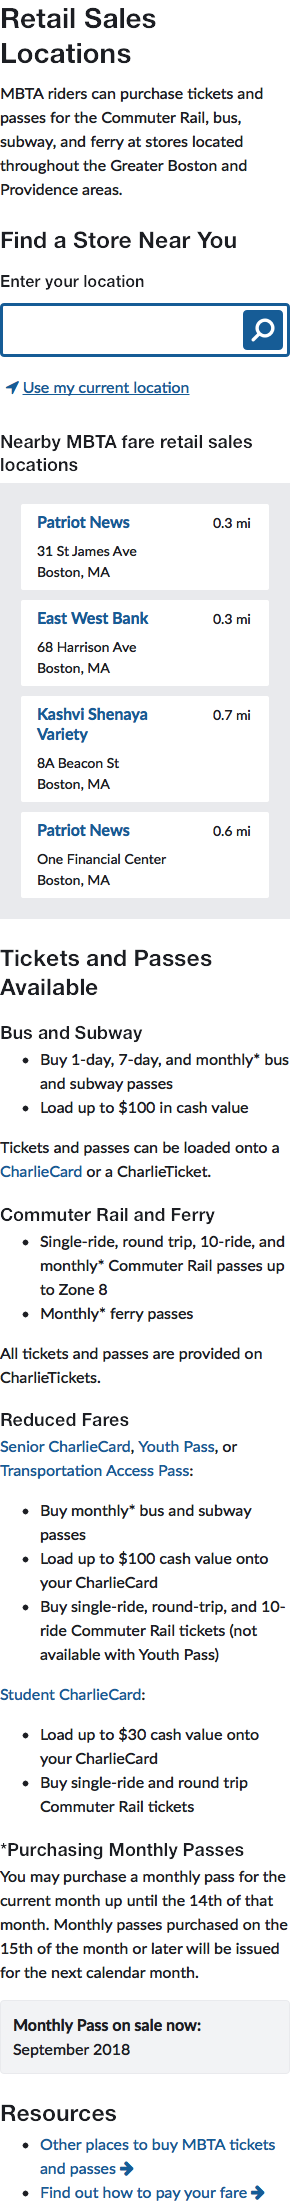 Retail Sales
Locations
MBTA riders can purchase tickets and
passes for the Commuter Rail, bus,
subway, and ferry at stores located
throughout the Greater Boston and
Providence areas.
Find a Store Near You
Enter your location
Use my current location
Nearby MBTA fare retail sales
locations
Patriot News 0.3 mi
31 St James Ave
Boston, MA
East West Bank 0.3 mi
68 Harrison Ave
Boston, MA
Kashvi Shenaya 0.7 mi
Variety
8A Beacon St
Boston, MA
Patriot News 0.6 mi
One Financial Center
Boston, MA
Tickets and Passes
Available
Bus and Subway
• Buy 1-day, 7-day, and monthly* bus
and subway passes
• Load up to $100 in cash value
Tickets and passes can be loaded onto a
CharlieCard or a CharlieTicket.
Commuter Rail and Ferry
• Single-ride, round trip, 10-ride, and
monthly* Commuter Rail passes up
to Zone 8
• Monthly* ferry passes
All tickets and passes are provided on
CharlieTickets.
Reduced Fares
Senior CharlieCard, Youth Pass, or
Transportation Access Pass:
• Buy monthly* bus and subway
passes
• Load up to $100 cash value onto
your CharlieCard
• Buy single-ride, round-trip, and 10-
ride Commuter Rail tickets (not
available with Youth Pass)
Student CharlieCard:
• Load up to $30 cash value onto
your CharlieCard
• Buy single-ride and round trip
Commuter Rail tickets
*Purchasing Monthly Passes
You may purchase a monthly pass for the
current month up until the 14th of that
month. Monthly passes purchased on the
15th of the month or later will be issued
for the next calendar month.
Monthly Pass on sale now:
September 2018
Resources
• Other places to buy MBTA tickets
and passes
• Find out how to pay your fare